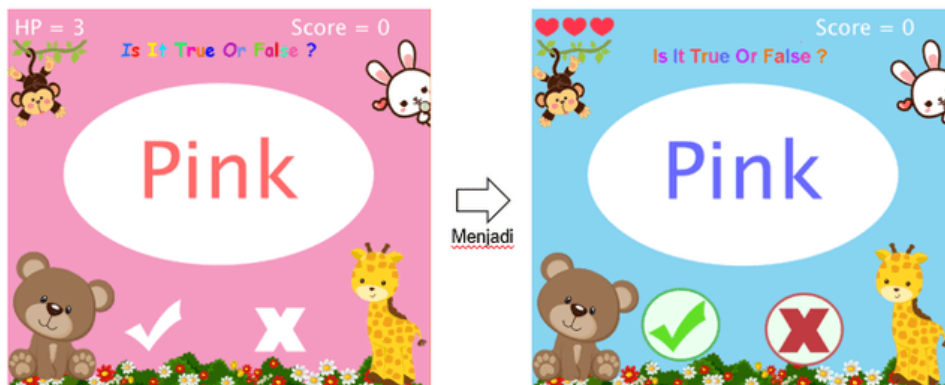 HP = 3 Score = 0
Is It True Or False ?
Pink
Menjadi
Score = 0
Is It True Or False ?
Pink